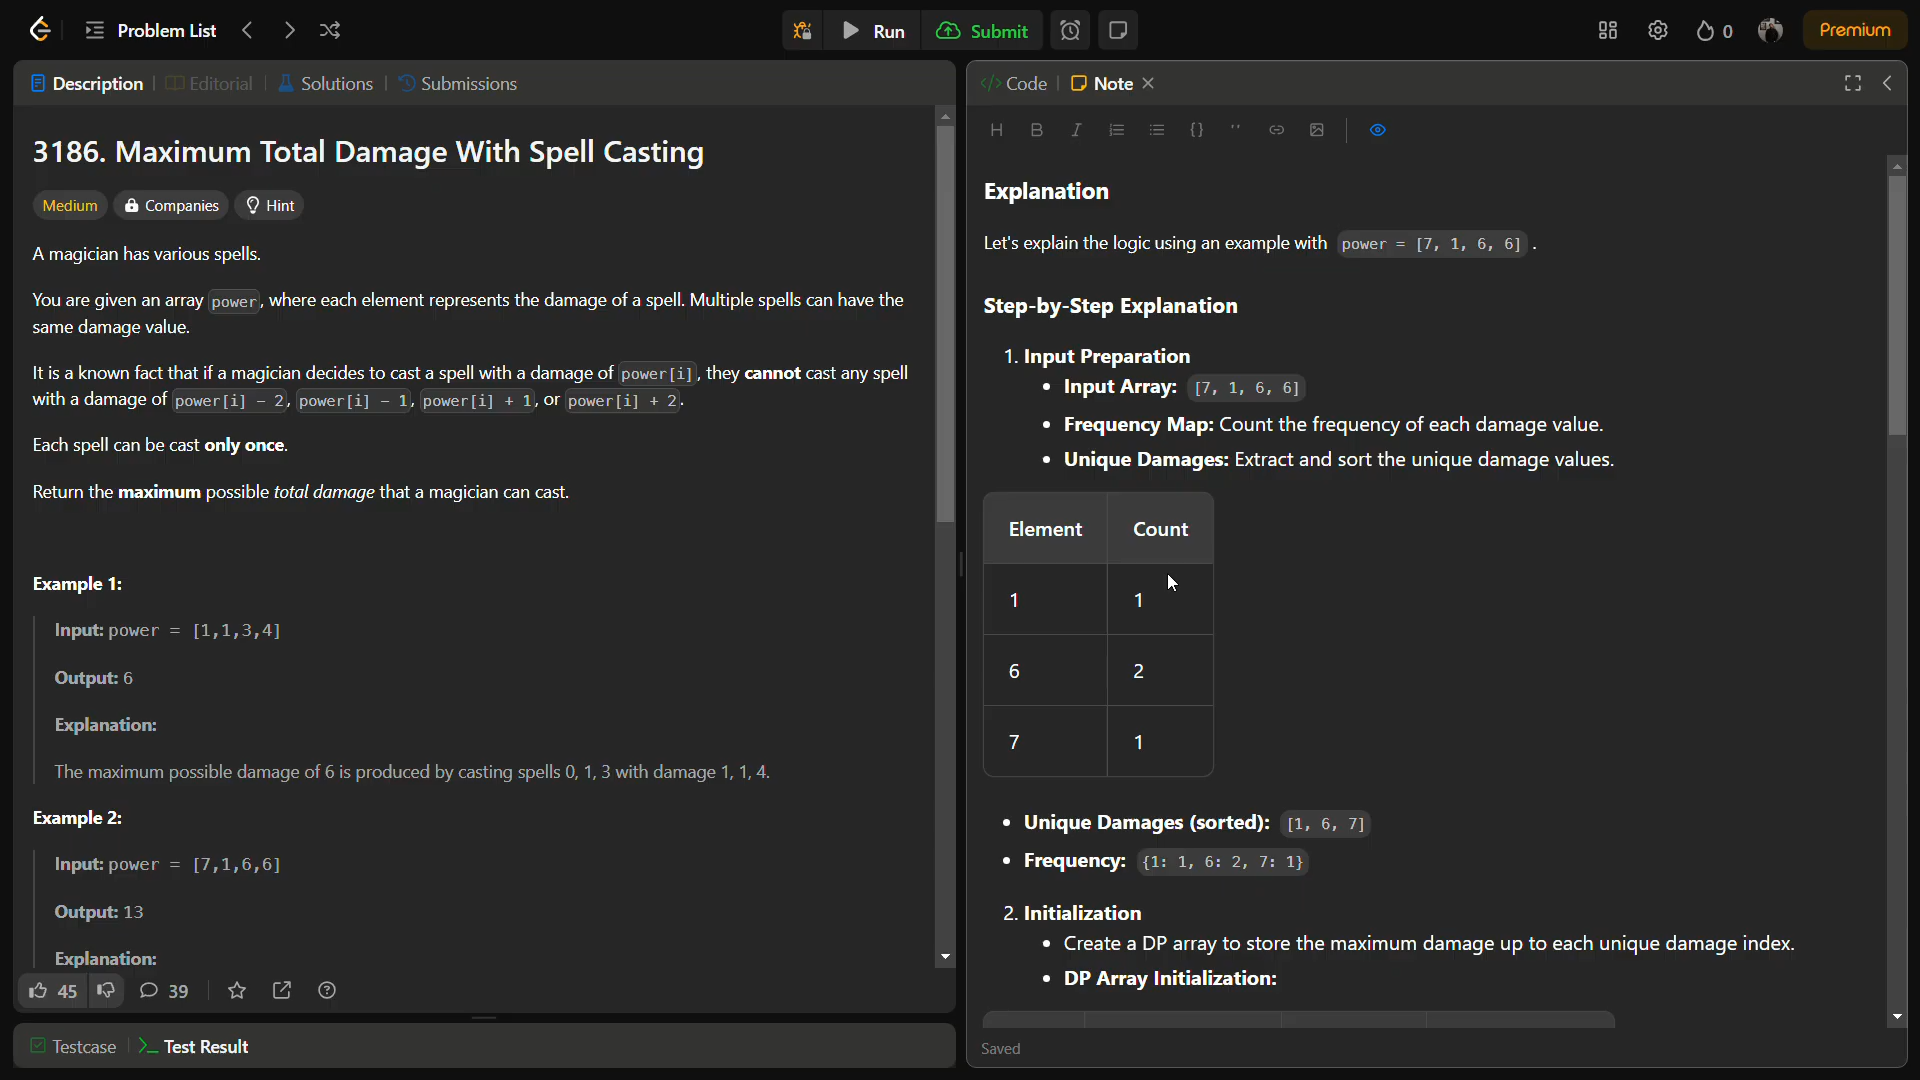 Problem List
Run
Submit
0
Premium
Description
Editorial
Solutions
Submissions
3186. Maximum Total Damage With Spell Casting
Medium
Companies
Hint
A magician has various spells.
You are given an array power, where each element represents the damage of a spell. Multiple spells can have the
same damage value.
It is a known fact that if a magician decides to cast a spell with a damage of power[i], they cannot cast any spell
with a damage of power[i] - 2, power[i] - 1, power[i] + 1, or power[i] + 2.
Each spell can be cast only once.
Return the maximum possible total damage that a magician can cast.
Example 1:
Input: power = [1,1,3,4]
Output: 6
Explanation:
The maximum possible damage of 6 is produced by casting spells 0, 1, 3 with damage 1, 1, 4.
Example 2:
Input: power = [7,1,6,6]
Output: 13
Explanation:
45
39
Testcase
Test Result
Code
Note
Explanation
Let's explain the logic using an example with power = [7, 1, 6, 6] .
Step-by-Step Explanation
1. Input Preparation
• Input Array: [7, 1, 6, 6]
• Frequency Map: Count the frequency of each damage value.
• Unique Damages: Extract and sort the unique damage values.
Element Count
1 1
6 2
7 1
• Unique Damages (sorted): [1, 6, 7]
• Frequency: {1: 1, 6: 2, 7: 1}
2. Initialization
• Create a DP array to store the maximum damage up to each unique damage index.
• DP Array Initialization:
Saved